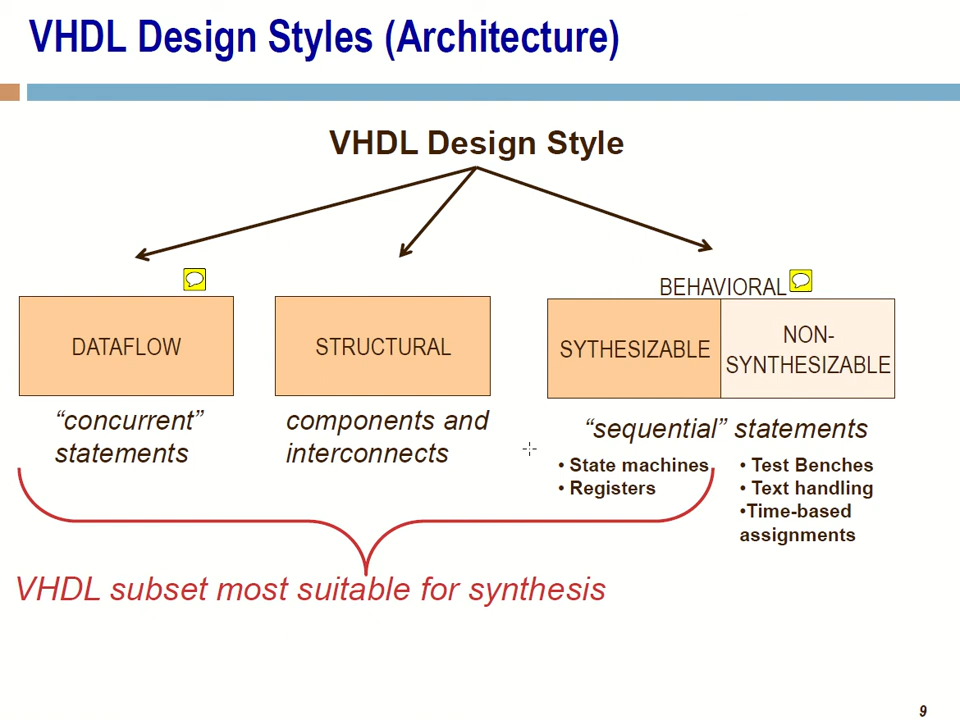 VHDL Design Styles (Architecture)
VHDL Design Style
BEHAVIORAL
DATAFLOW
STRUCTURAL
SYTHESIZABLE
NON-
SYNTHESIZABLE
“concurrent”
statements
components and
interconnects
“sequential” statements
• State machines
• Registers
• Test Benches
• Text handling
•Time-based
assignments
VHDL subset most suitable for synthesis
9